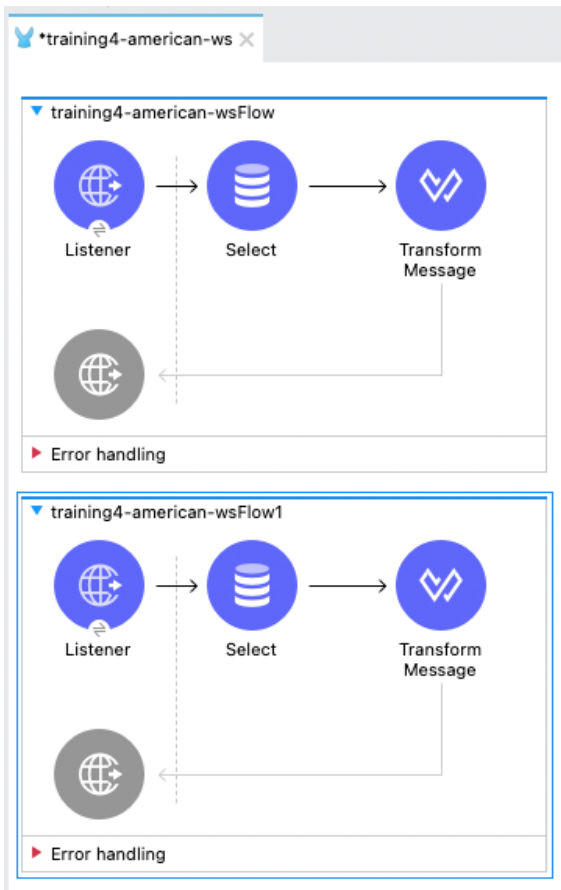 *training4-american-ws
training4-american-wsFlow
Listener
Select
Transform
Message
Error handling
training4-american-wsFlow1
Listener
Select
Transform
Message
Error handling